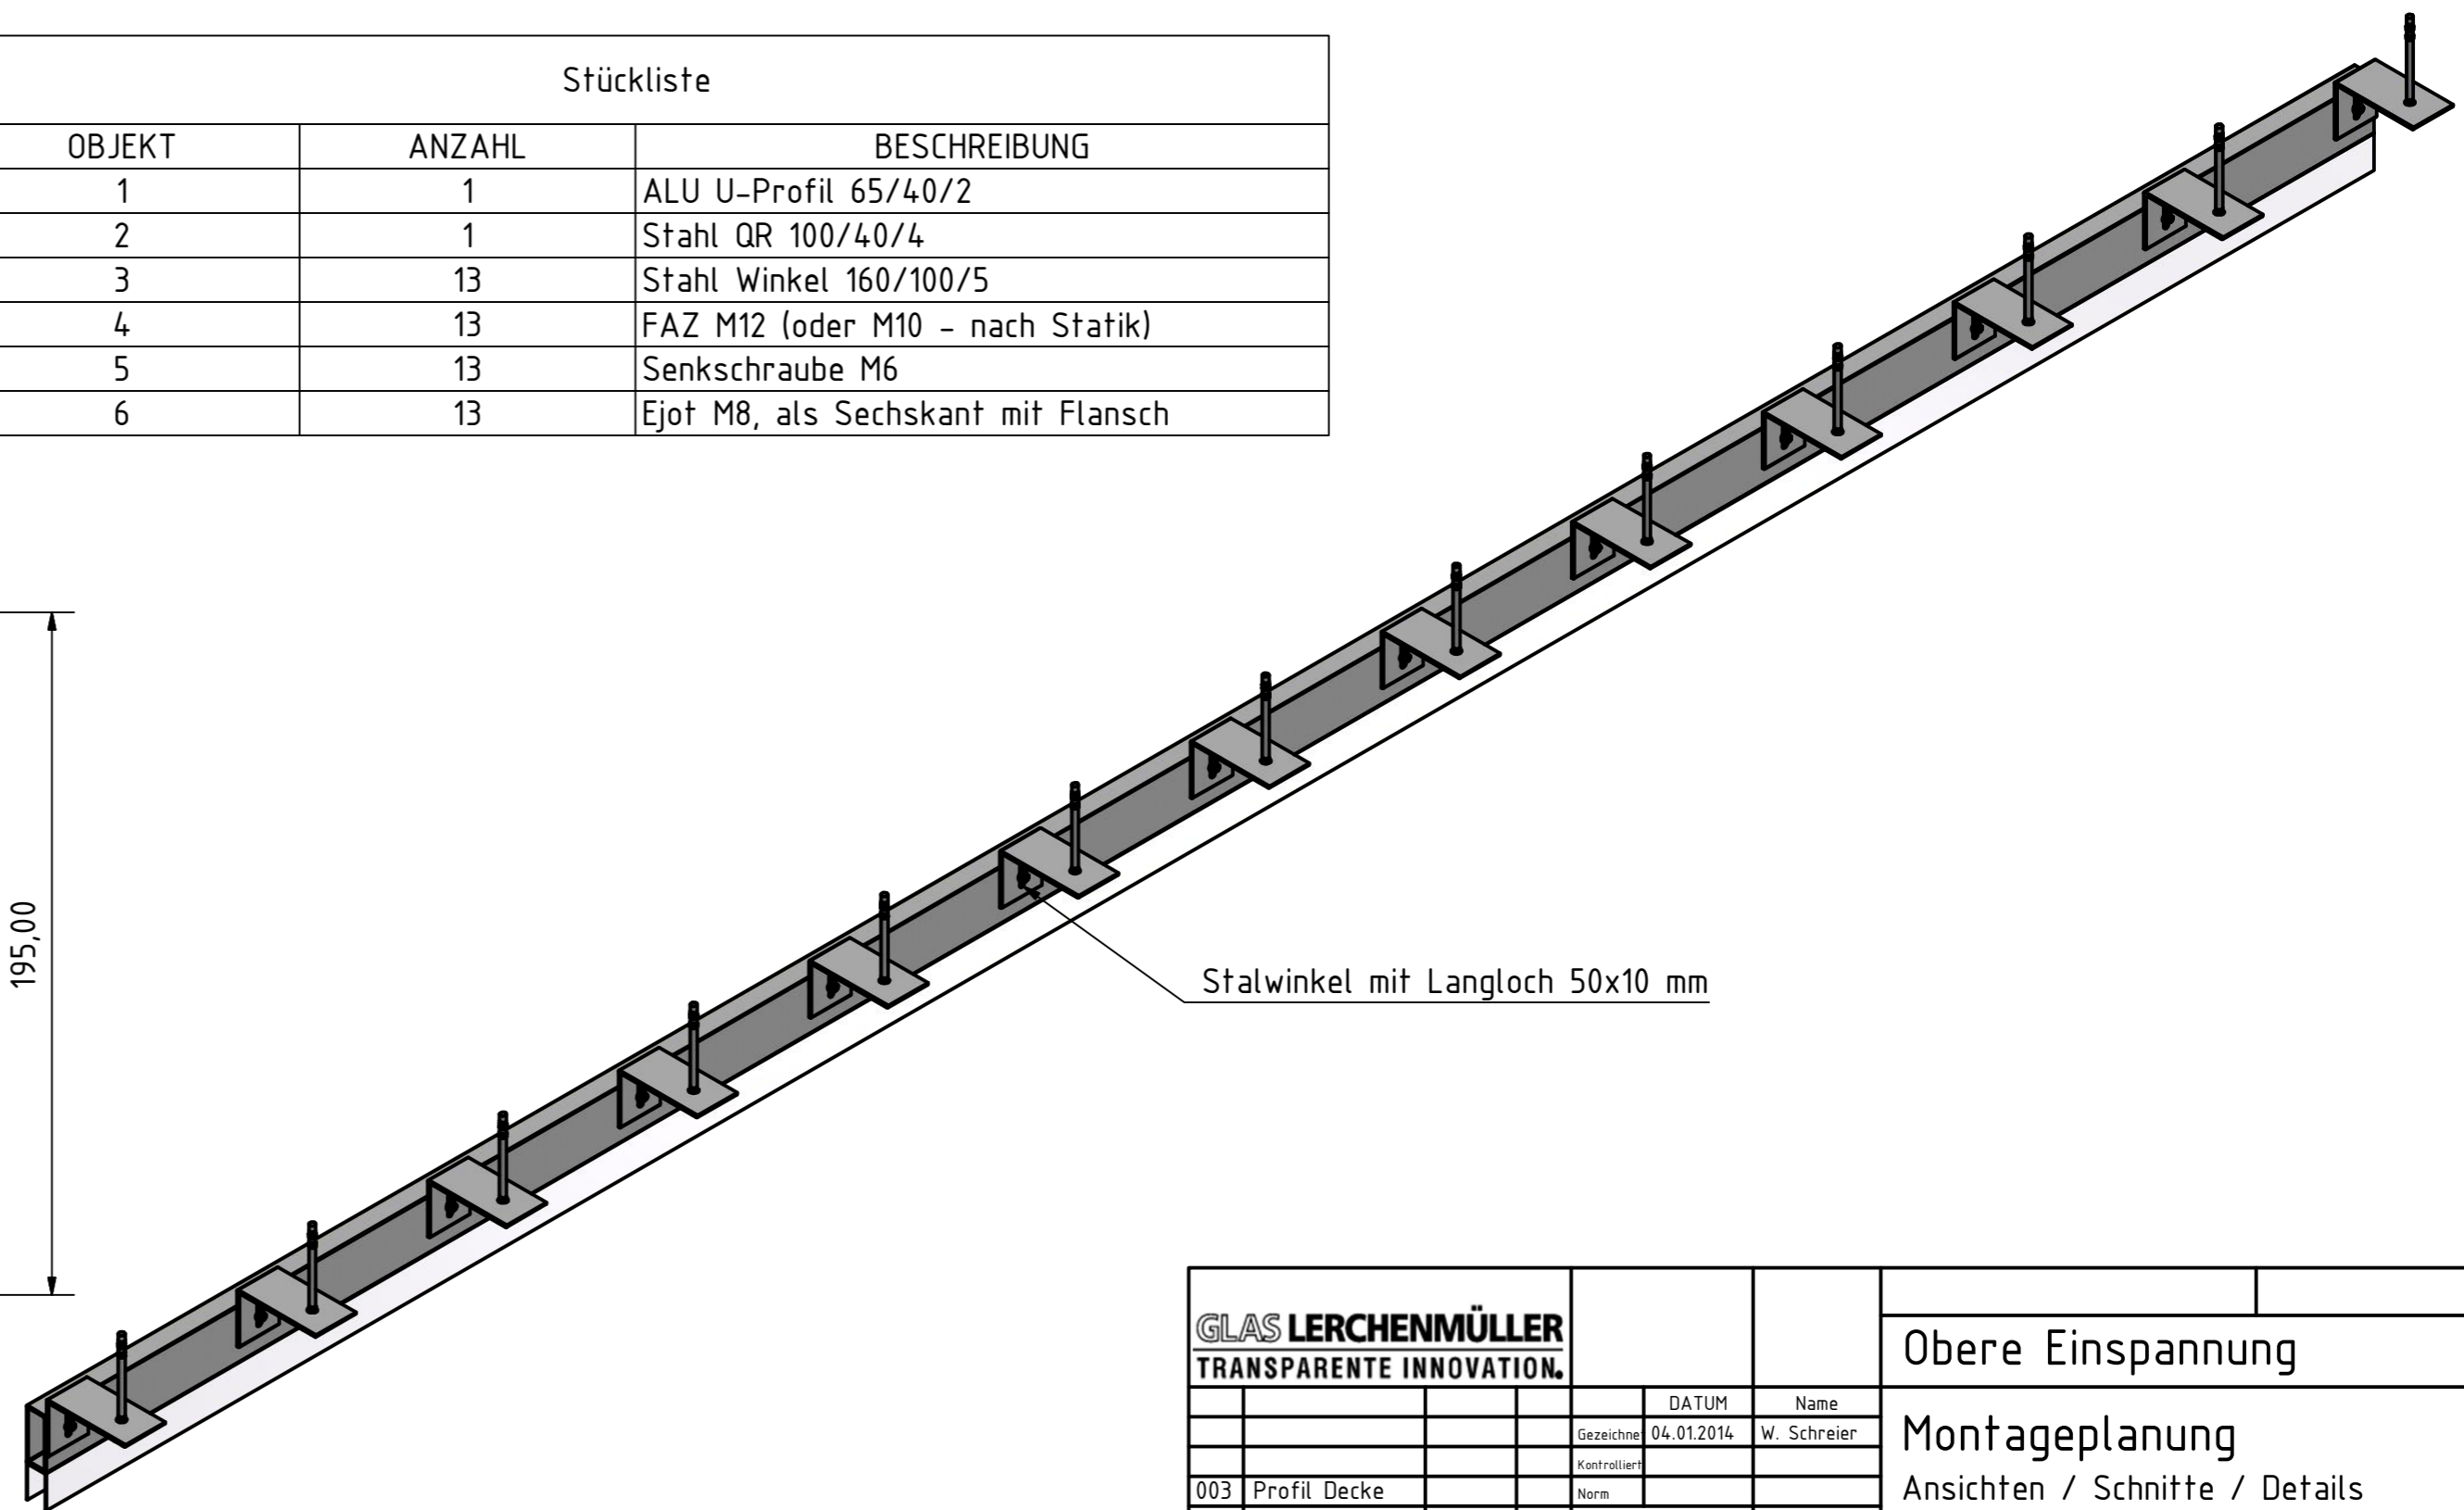 Stückliste
OBJEKT ANZAHL BESCHREIBUNG
1 1 ALU U-Profil 65/40/2
2 1 Stahl QR 100/40/4
3 13 Stahl Winkel 160/100/5
4 13 FAZ M12 (oder M10 - nach Statik)
5 13 Senkschraube M6
6 13 Ejot M8, als Sechskant mit Flansch
195,00
Stalwinkel mit Langloch 50x10 mm
GLAS LERCHENMÜLLER
TRANSPARENTE INNOVATION.
Obere Einspannung
DATUM Name
Gezeichnet 04.01.2014 W. Schreier
Kontrolliert
003 Profil Decke Norm
Montageplanung
Ansichten / Schnitte / Details